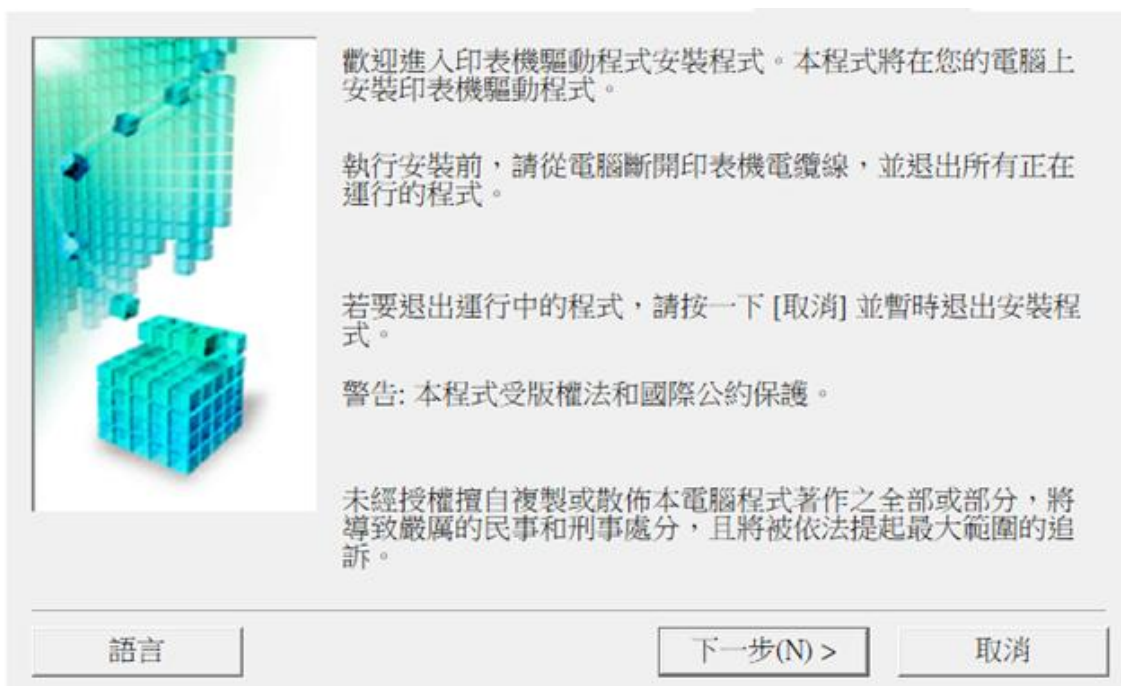 歡迎進入印表機驅動程式安裝程式。本程式將在您的電腦上
安裝印表機驅動程式。
執行安裝前，請從電腦斷開印表機電纜線，並退出所有正在
運行的程式。
若要退出運行中的程式，請按一下 [取消] 並暫時退出安裝程
式。
警告: 本程式受版權法和國際公約保護。
未經授權擅自複製或散佈本電腦程式著作之全部或部分，將
導致嚴厲的民事和刑事處分，且將被依法提起最大範圍的追
訴。
語言 下一步(N) > 取消